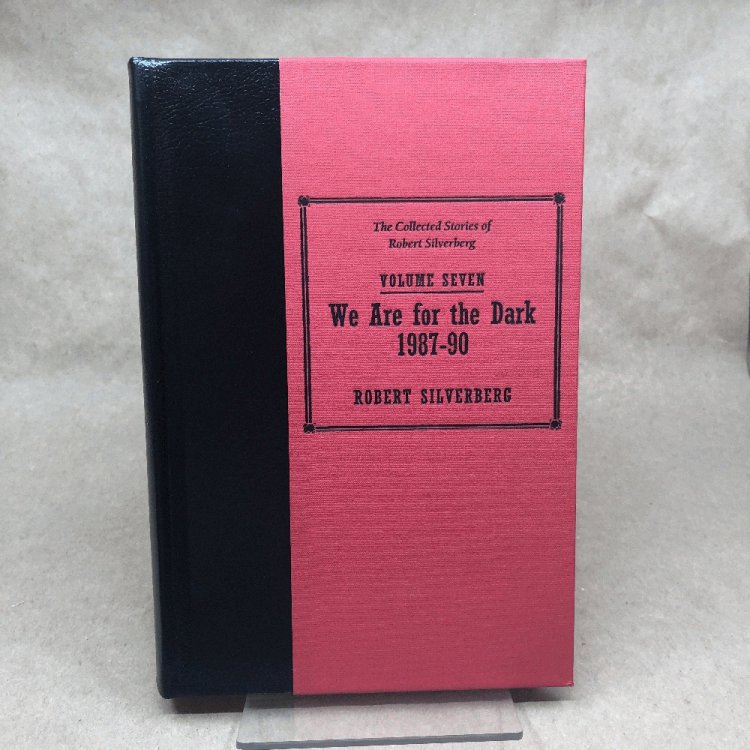 The Collected Stories of
Robert Silverberg
VOLUME SEVEN
We Are for the Dark
1987-90
ROBERT SILVERBERG